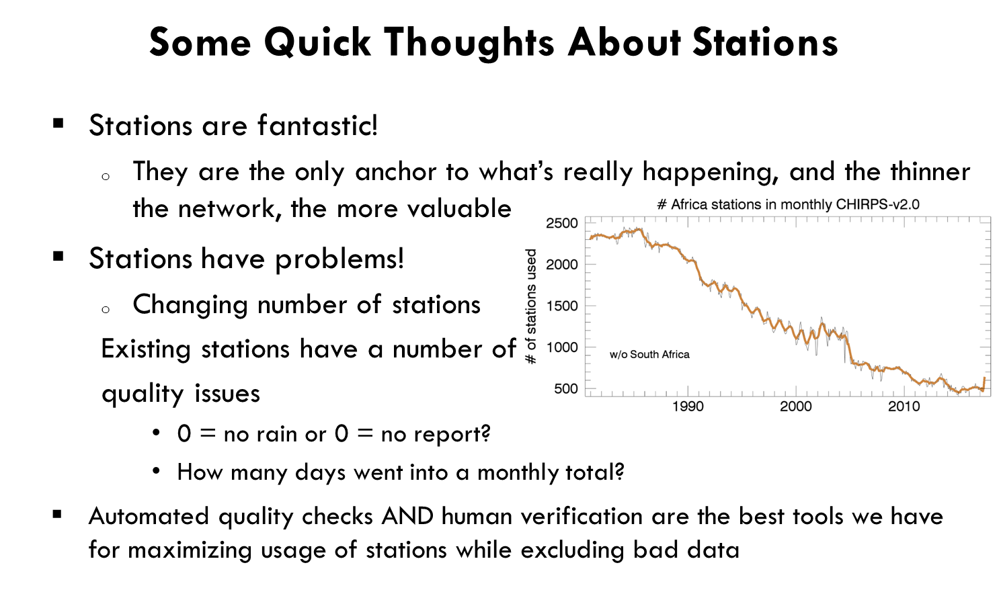 Some Quick Thoughts About Stations
▪ Stations are fantastic!
o They are the only anchor to what’s really happening, and the thinner
the network, the more valuable
▪ Stations have problems!
o Changing number of stations
Existing stations have a number of
quality issues
• 0 = no rain or 0 = no report?
• How many days went into a monthly total?
▪ Automated quality checks AND human verification are the best tools we have
for maximizing usage of stations while excluding bad data
# Africa stations in monthly CHIRPS-v2.0
# of stations used
2500
2000
1500
1000
500
w/o South Africa
1990 2000 2010